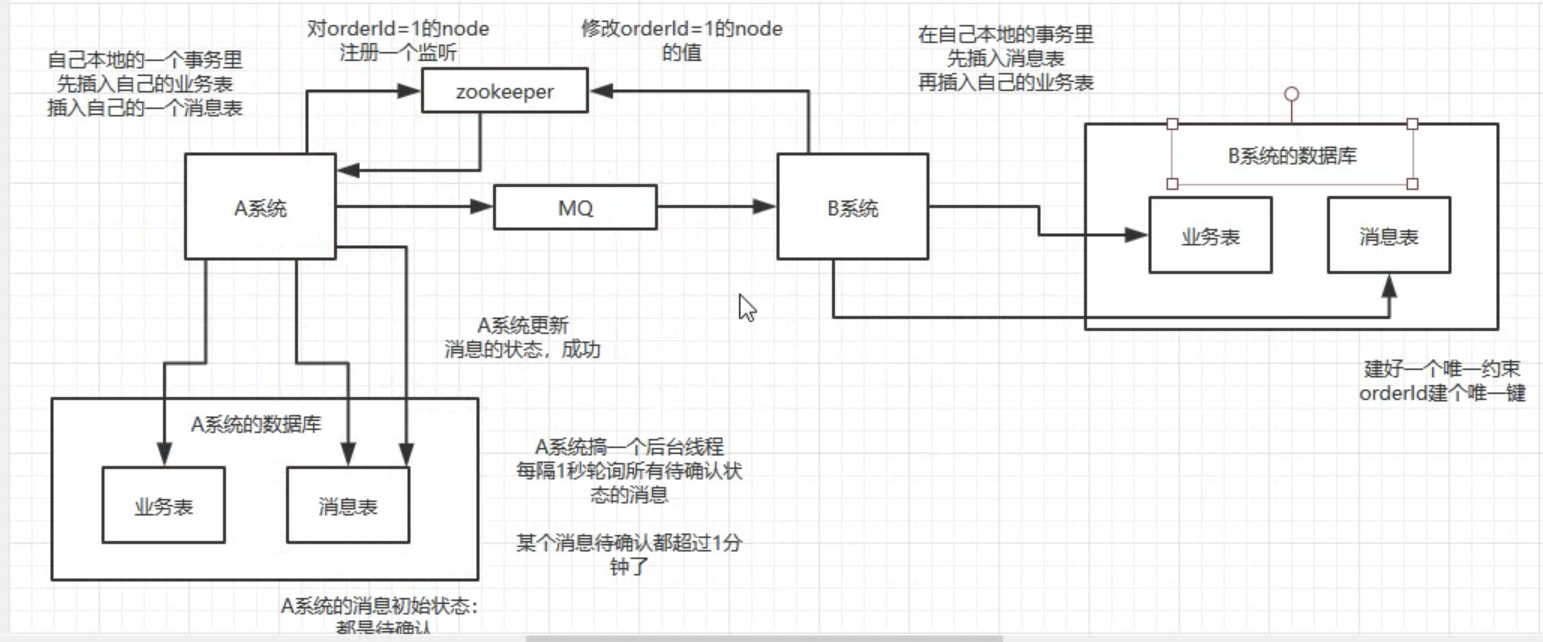 对orderId=1的node
注册一个监听
修改orderId=1的node
的值
在自己本地的事务里
先插入消息表
再插入自己的业务表
自己本地的一个事务里
先插入自己的业务表
插入自己的一个消息表
zookeeper
B系统的数据库
A系统
MQ
B系统
业务表
消息表
A系统更新
消息的状态，成功
建好一个唯一约束
orderId建个唯一键
A系统的数据库
A系统搞一个后台线程
每隔1秒轮询所有待确认状
态的消息
业务表
消息表
某个消息待确认都超过1分
钟了
A系统的消息初始状态：
都是待确认